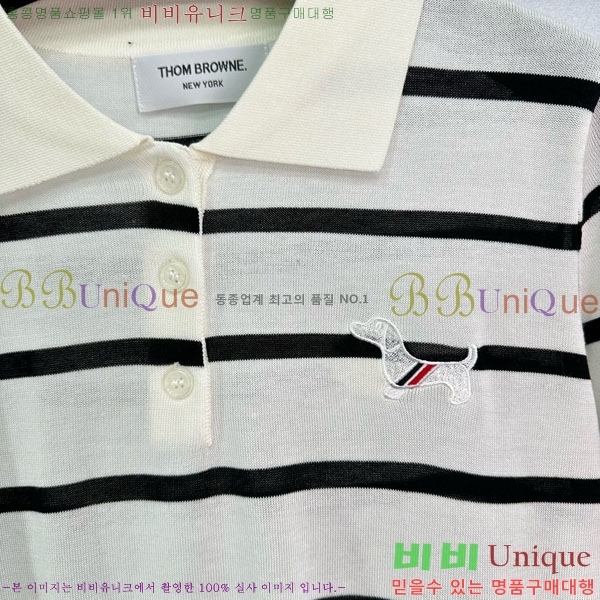 홍콩명품쇼핑몰 1위 비비유니크 명품구매대행
THOM BROWNE.
NEW YORK
BBUniQue
동종업계 최고의 품질 NO.1
BBUniQue
비비 Unique
-본 이미지는 비비유니크에서 촬영한 100% 실사 이미지 입니다.-
믿을수 있는 명품구매대행